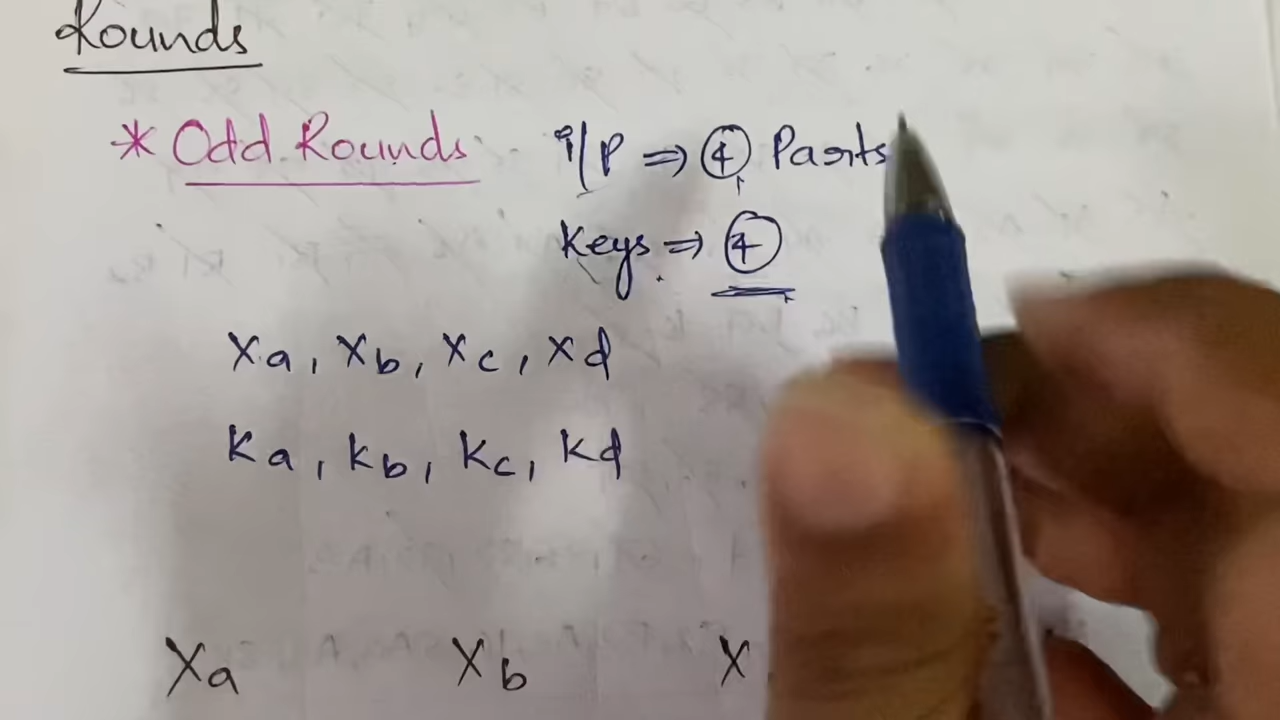 Rounds
* Odd Rounds i/p ⇒ ④ Parts
Keys ⇒ ④
Xa, Xb, Xc, Xd
Ka, Kb, Kc, Kd
Xa Xb X